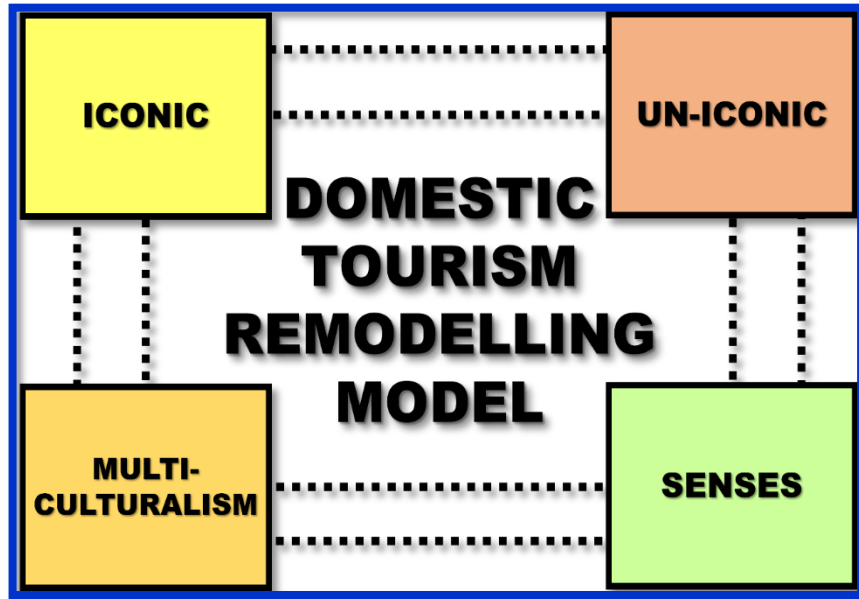 ICONIC
UN-ICONIC
DOMESTIC
TOURISM
REMODELLING
MODEL
MULTI-
CULTURALISM
SENSES